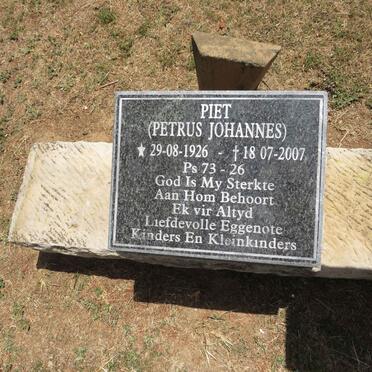 PIET
(PETRUS JOHANNES)
★ 29-08-1926 - †18 07-2007
Ps 73 - 26
God Is My Sterkte
Aan Hom Behoort
Ek vir Altyd
Liefdevolle Eggenote
Kinders En Kleinkinders